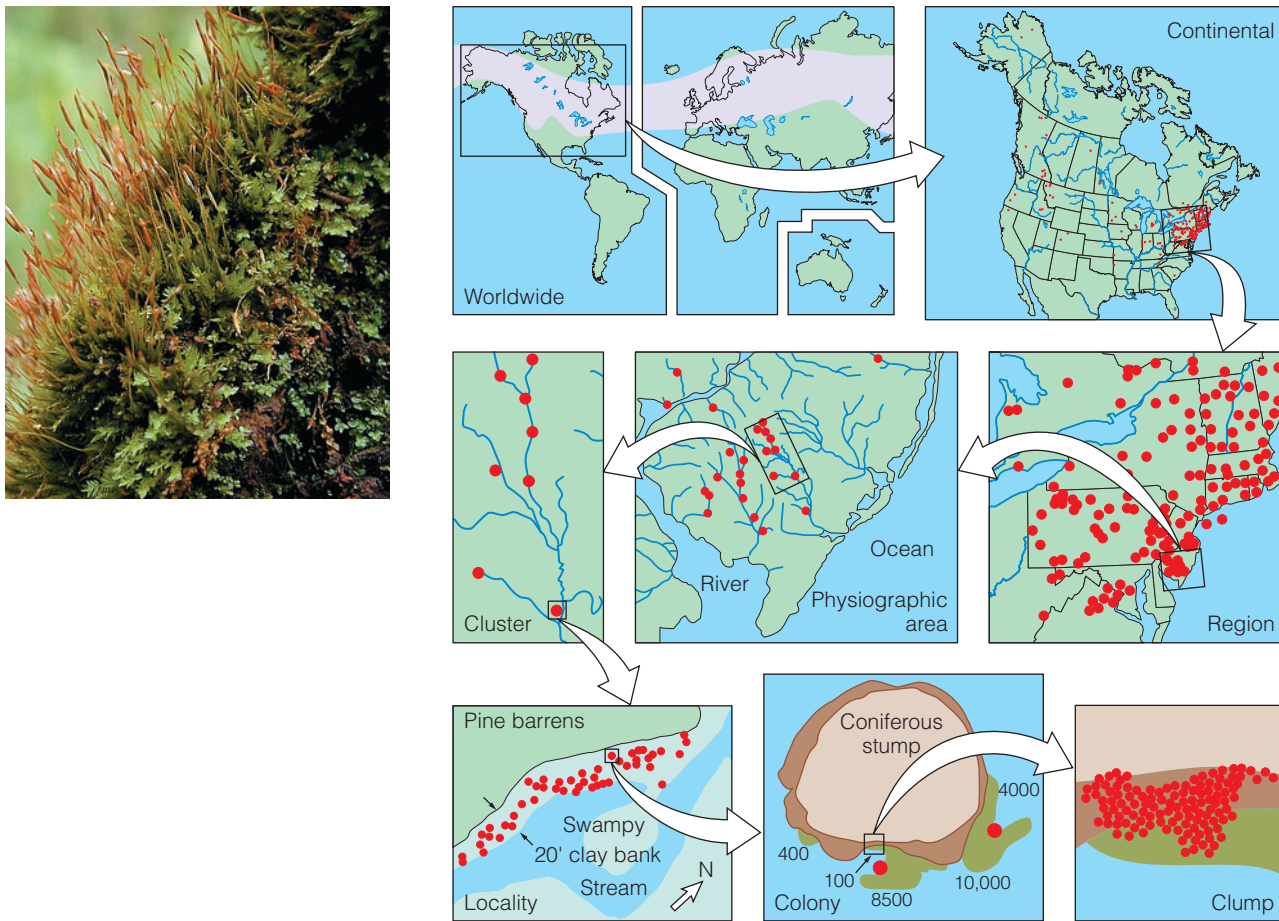 Worldwide
Continental
Cluster
River
Ocean
Physiographic
area
Region
Pine barrens
Swampy
20' clay bank
Stream
N
Locality
Coniferous
stump
4000
400
100
8500
10,000
Colony
Clump